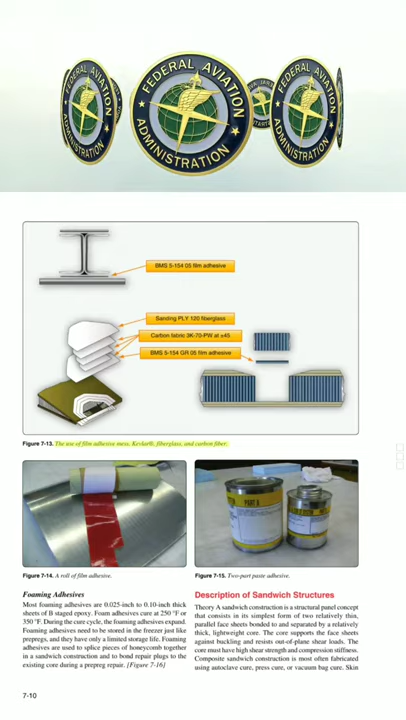 FEDERAL AVIATION
ADMINISTRATION
FEDERAL AVIATION
ADMINISTRATION
FEDERAL AVIATION
ADMINISTRATION
BMS 5-154 05 film adhesive
Sanding PLY 120 fiberglass
Carbon fabric 3K-70-PW at ±45
BMS 5-154 GR 05 film adhesive
Figure 7-13. The use of film adhesive mess, Kevlar®, fiberglass, and carbon fiber.
PART A
Figure 7-14. A roll of film adhesive.
Figure 7-15. Two-part paste adhesive.
Foaming Adhesives
Most foaming adhesives are 0.025-inch to 0.10-inch thick
sheets of B staged epoxy. Foam adhesives cure at 250 °F or
350 °F. During the cure cycle, the foaming adhesives expand.
Foaming adhesives need to be stored in the freezer just like
prepregs, and they have only a limited storage life. Foaming
adhesives are used to splice pieces of honeycomb together
in a sandwich construction and to bond repair plugs to the
existing core during a prepreg repair. [Figure 7-16]
Description of Sandwich Structures
Theory A sandwich construction is a structural panel concept
that consists in its simplest form of two relatively thin,
parallel face sheets bonded to and separated by a relatively
thick, lightweight core. The core supports the face sheets
against buckling and resists out-of-plane shear loads. The
core must have high shear strength and compression stiffness.
Composite sandwich construction is most often fabricated
using autoclave cure, press cure, or vacuum bag cure. Skin
7-10